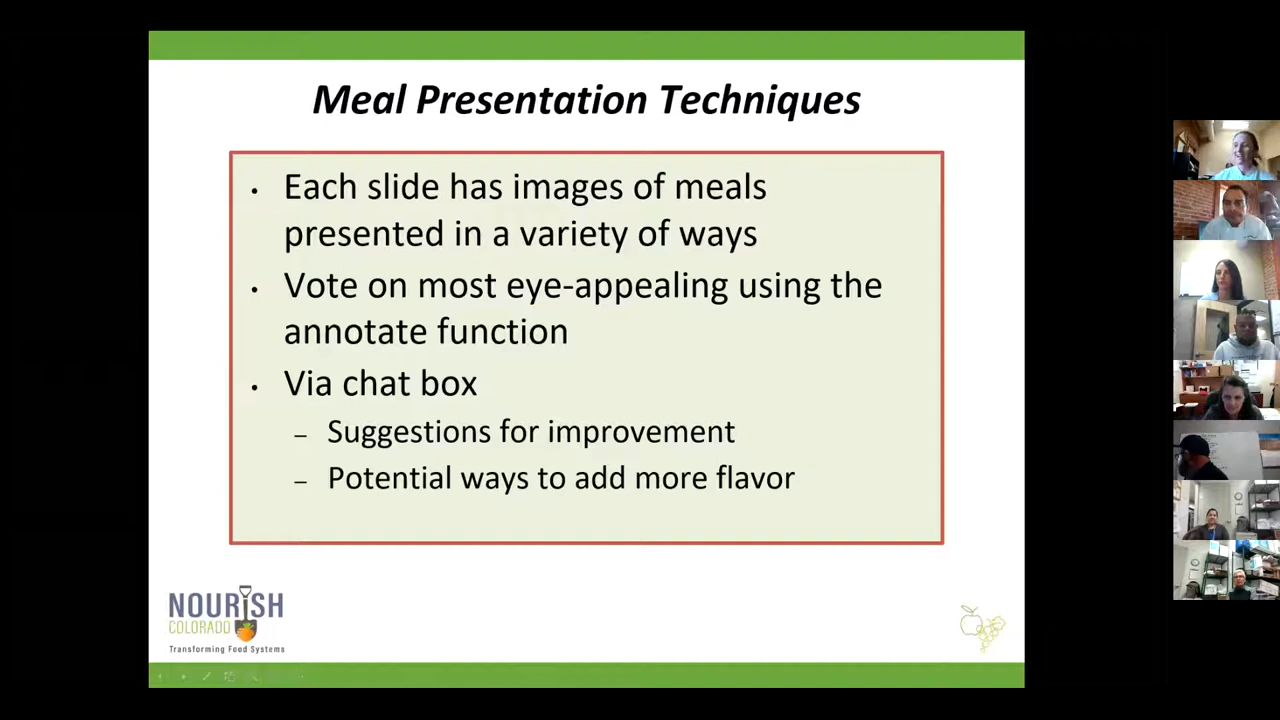 Meal Presentation Techniques
• Each slide has images of meals
presented in a variety of ways
• Vote on most eye-appealing using the
annotate function
• Via chat box
– Suggestions for improvement
– Potential ways to add more flavor
NOURISH
COLORADO
Transforming Food Systems